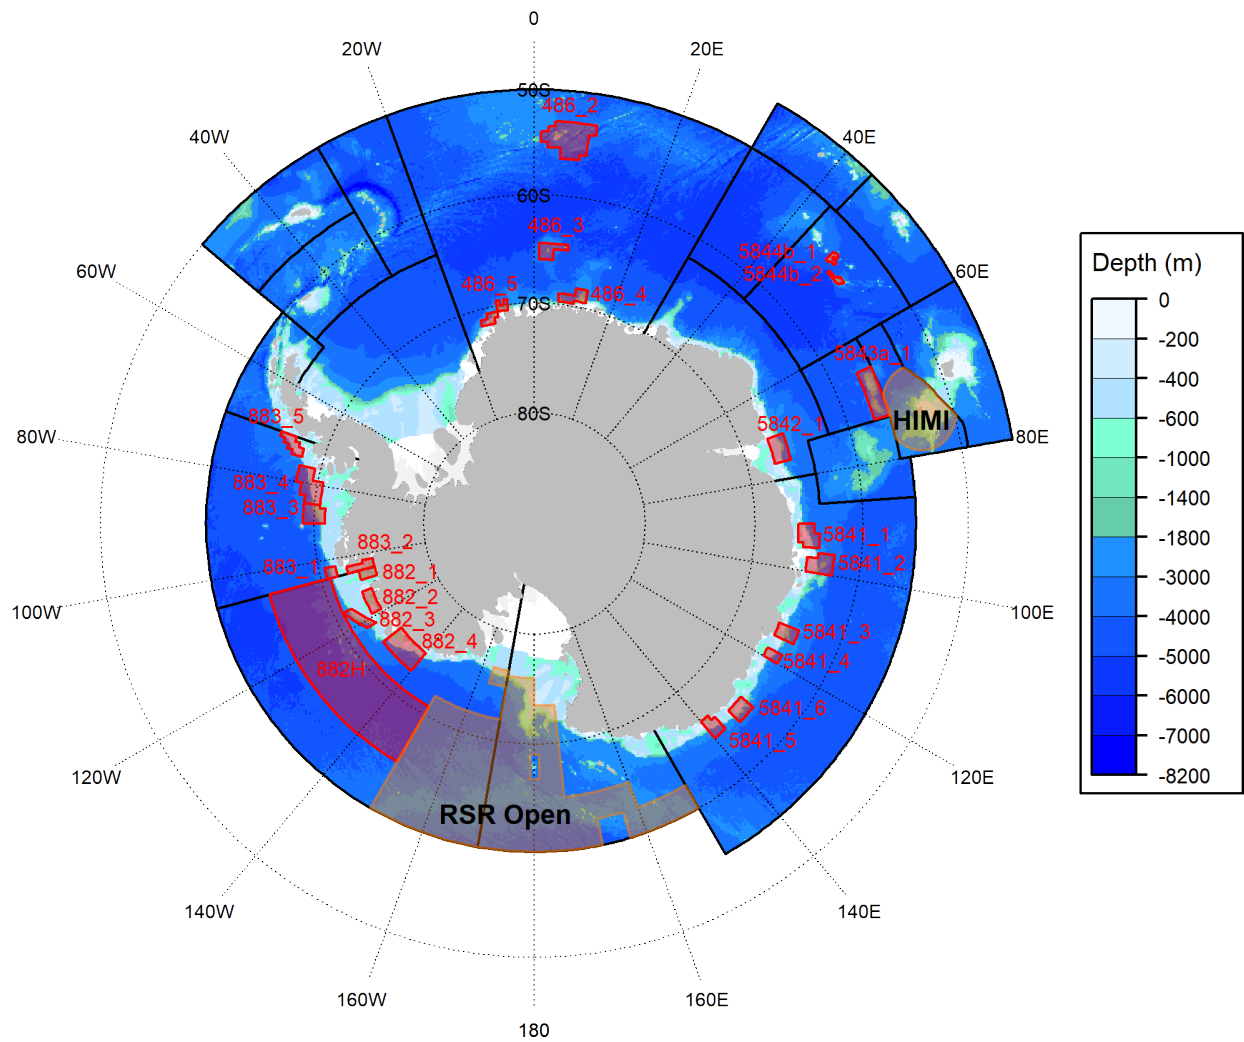 0
20W
20E
50S
486_2
40W
40E
60S
486_3
5844b_1
5844b_2
60W
60E
486_5
486_4
70S
Depth (m)
0
-200
-400
-600
-1000
-1400
-1800
-3000
-4000
-5000
-6000
-7000
-8200
5843a_1
HIMI
80S
883_5
5842_1
80W
80E
883_4
883_3
5841_1
883_2
5841_2
883_1
882_1
882_2
100W
100E
882_3
5841_3
882_4
5841_4
882H
5841_6
5841_5
120W
120E
RSR Open
140W
140E
160W
160E
180